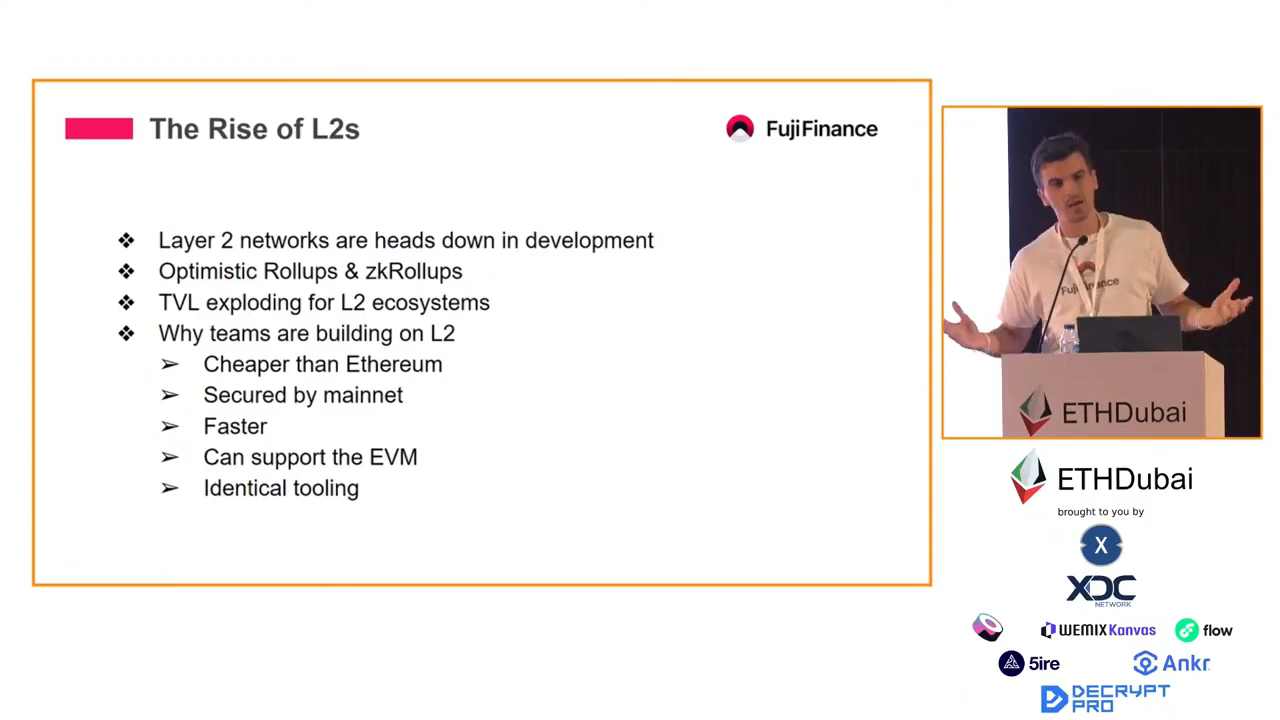 The Rise of L2s
FujiFinance
❖ Layer 2 networks are heads down in development
❖ Optimistic Rollups & zkRollups
❖ TVL exploding for L2 ecosystems
❖ Why teams are building on L2
➢ Cheaper than Ethereum
➢ Secured by mainnet
➢ Faster
➢ Can support the EVM
➢ Identical tooling
FujiFinance
ETHDubai
ETHDubai
brought to you by
X
XDC
NETWORK
WEMIX Kanvas
flow
5ire
Ankr
DECRYPT
PRO